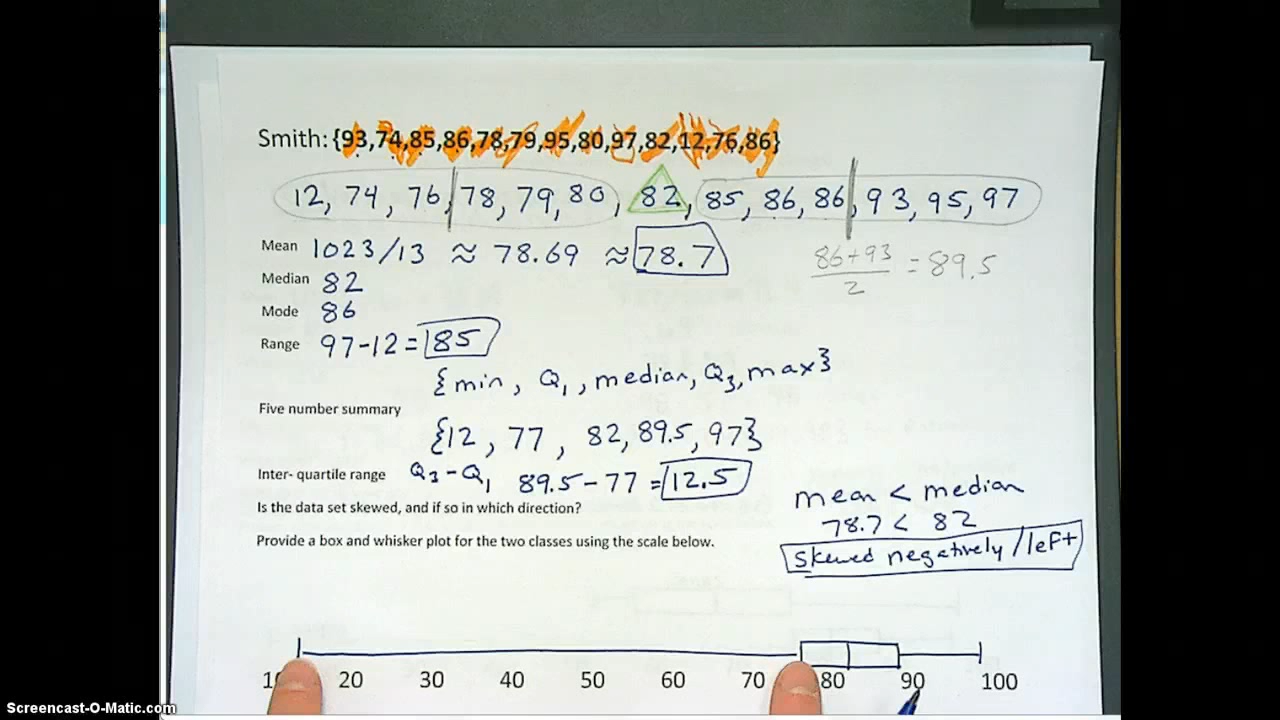 Smith: {93,74,85,86,78,79,95,80,97,82,12,76,86}
12, 74, 76, 78, 79, 80, 82, 85, 86, 86, 93, 95, 97
Mean 1023/13 ≈ 78.69 ≈ 78.7
86+93
2
= 89.5
Median 82
Mode 86
Range 97-12 = 85
{min, Q1, median, Q3, max}
Five number summary
{12, 77, 82, 89.5, 97}
Inter- quartile range Q3-Q1 89.5-77 = 12.5
mean < median
Is the data set skewed, and if so in which direction?
78.7 < 82
Provide a box and whisker plot for the two classes using the scale below.
skewed negatively/left
20 30 40 50 60 70 80 90 100
Screencast-O-Matic.com